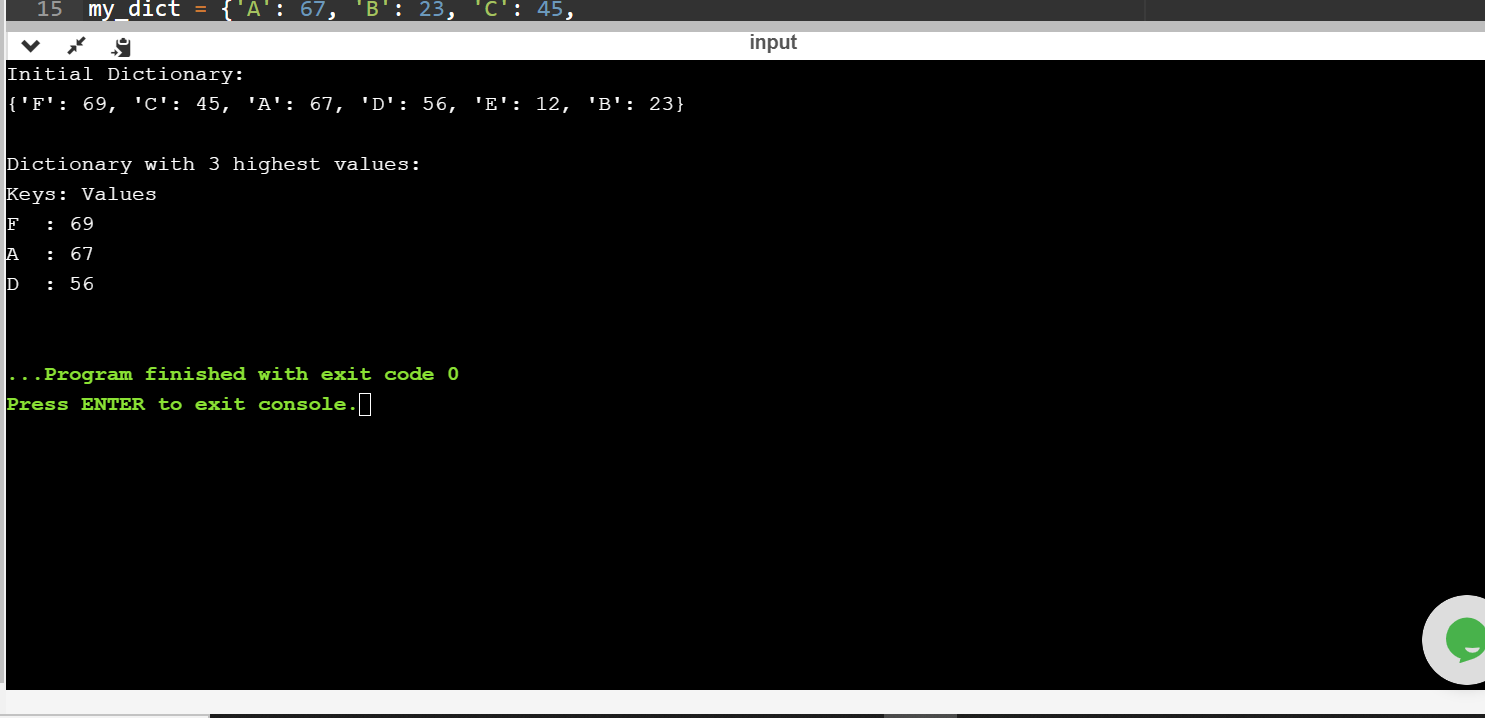 15 my_dict = {'A': 67, 'B': 23, 'C': 45,
input
Initial Dictionary:
{'F': 69, 'C': 45, 'A': 67, 'D': 56, 'E': 12, 'B': 23}
Dictionary with 3 highest values:
Keys: Values
F  : 69
A  : 67
D  : 56
...Program finished with exit code 0
Press ENTER to exit console.